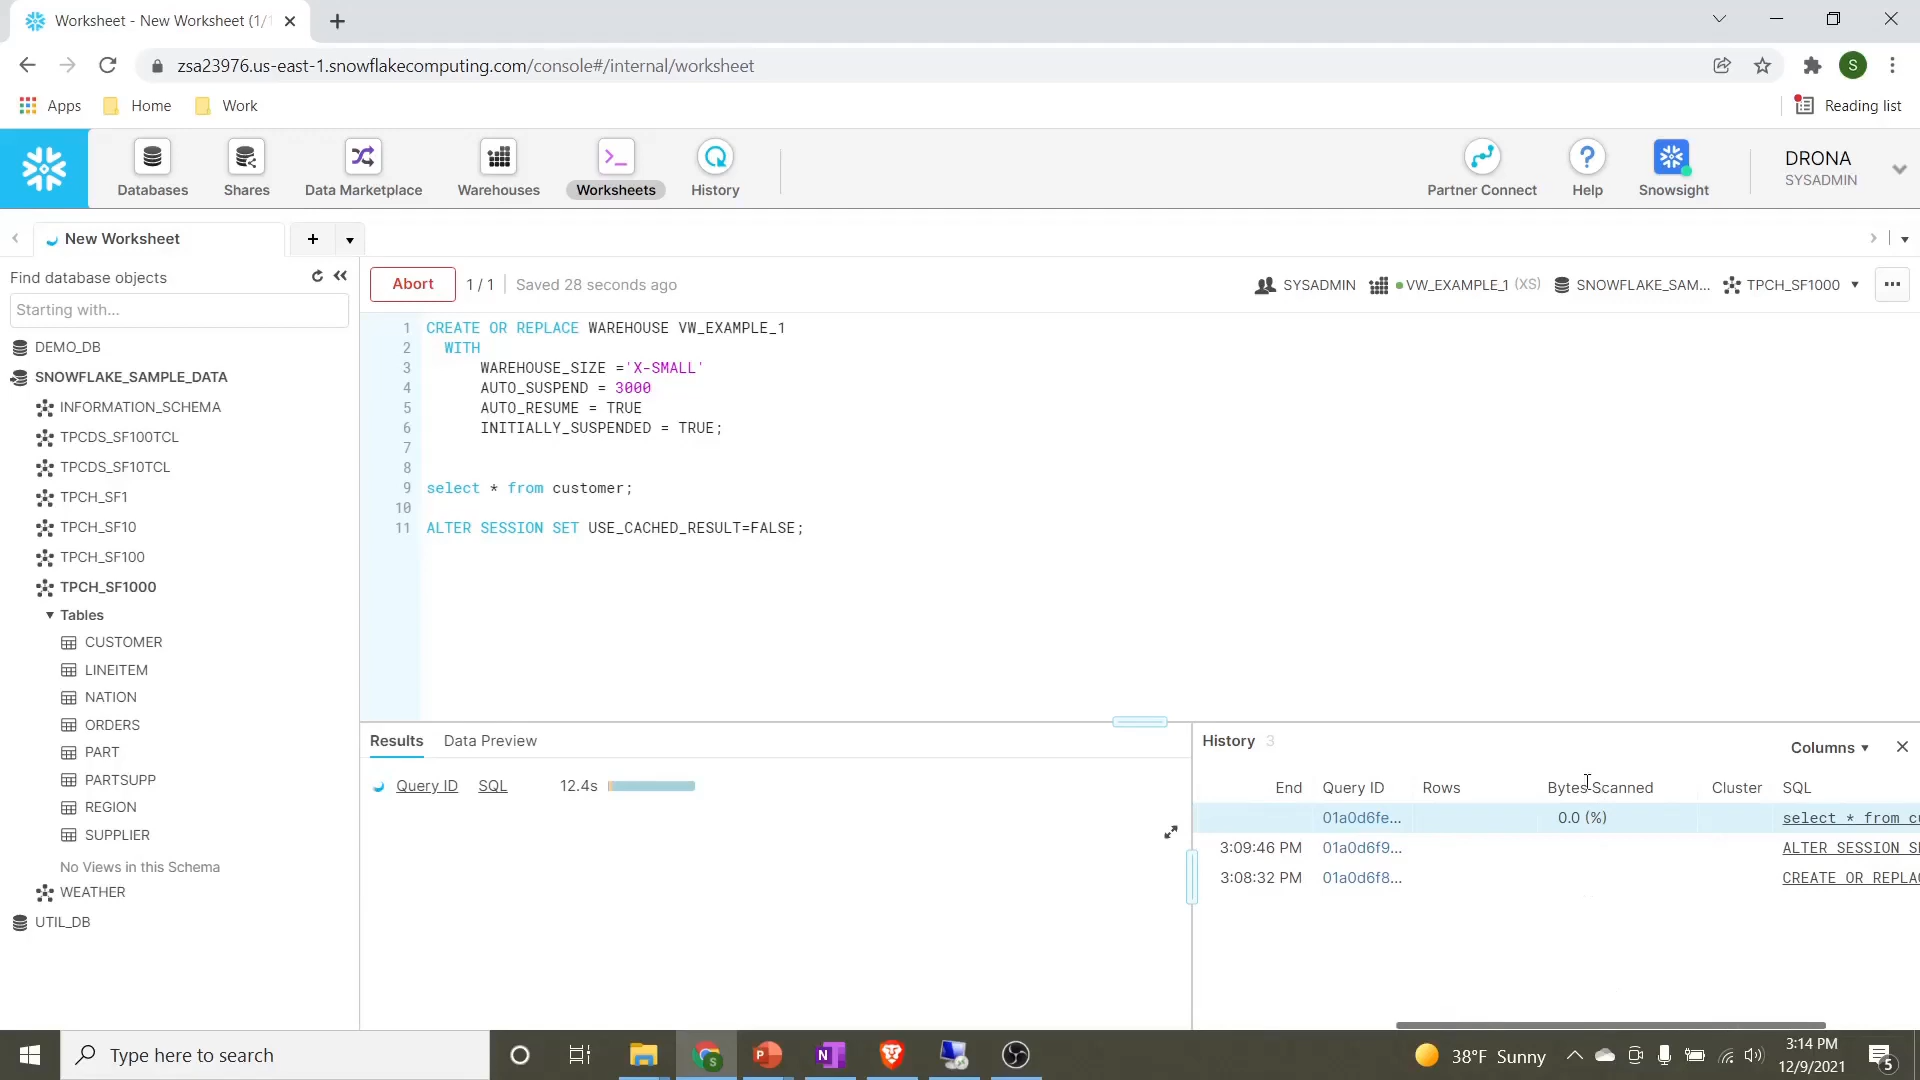 Worksheet - New Worksheet (1/1
zsa23976.us-east-1.snowflakecomputing.com/console#/internal/worksheet
S
Apps Home Work Reading list
Databases Shares Data Marketplace Warehouses Worksheets History Partner Connect Help Snowsight
DRONA
SYSADMIN
New Worksheet
Find database objects
Starting with...
DEMO_DB
SNOWFLAKE_SAMPLE_DATA
INFORMATION_SCHEMA
TPCDS_SF100TCL
TPCDS_SF10TCL
TPCH_SF1
TPCH_SF10
TPCH_SF100
TPCH_SF1000
Tables
CUSTOMER
LINEITEM
NATION
ORDERS
PART
PARTSUPP
REGION
SUPPLIER
No Views in this Schema
WEATHER
UTIL_DB
Abort 1 / 1 Saved 28 seconds ago SYSADMIN VW_EXAMPLE_1 (XS) SNOWFLAKE_SAM... TPCH_SF1000
1 CREATE OR REPLACE WAREHOUSE VW_EXAMPLE_1
2 WITH
3 WAREHOUSE_SIZE ='X-SMALL'
4 AUTO_SUSPEND = 3000
5 AUTO_RESUME = TRUE
6 INITIALLY_SUSPENDED = TRUE;
7
8
9 select * from customer;
10
11 ALTER SESSION SET USE_CACHED_RESULT=FALSE;
Results Data Preview
Query ID SQL 12.4s
History 3 Columns
End Query ID Rows Bytes Scanned Cluster SQL
01a0d6fe... 0.0 (%) select * from cu
3:09:46 PM 01a0d6f9... ALTER SESSION S
3:08:32 PM 01a0d6f8... CREATE OR REPLAC
Type here to search
38°F Sunny
3:14 PM
12/9/2021
5